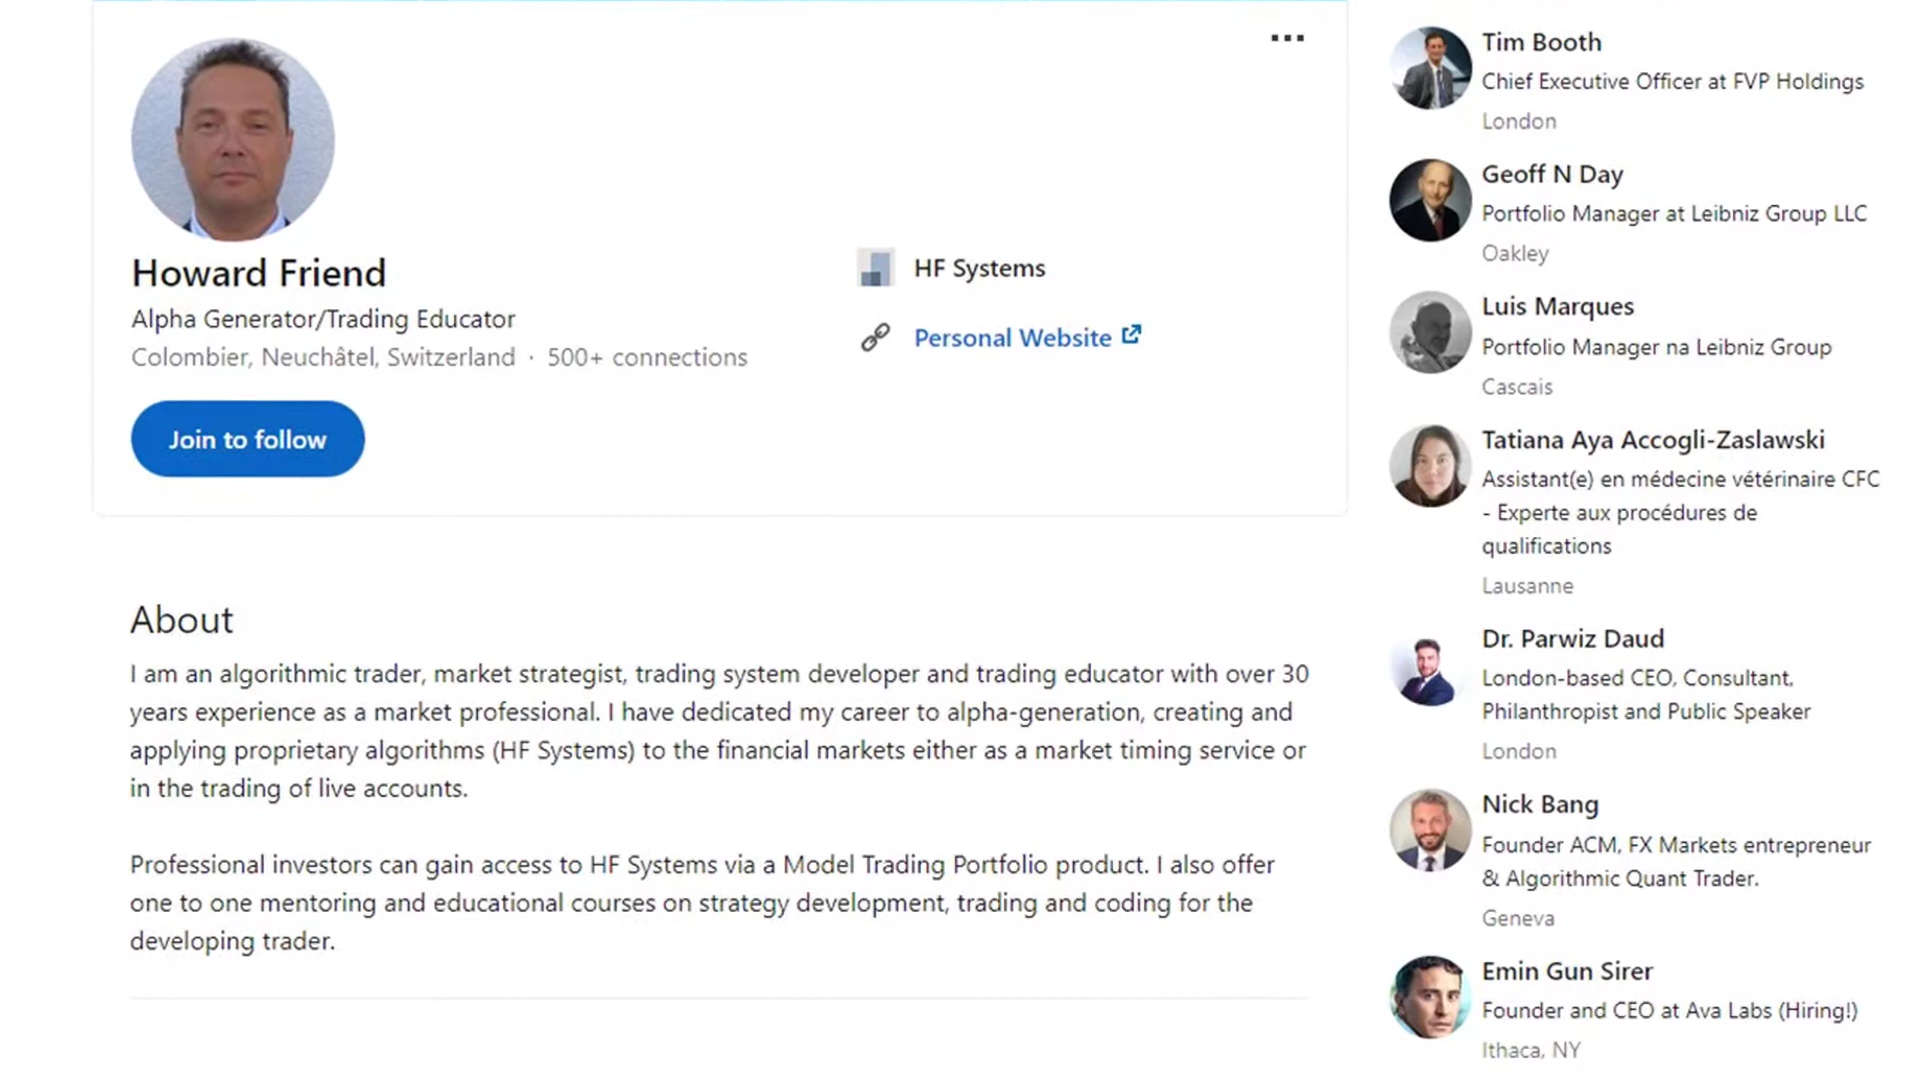 Howard Friend
Alpha Generator/Trading Educator
Colombier, Neuchâtel, Switzerland · 500+ connections
Join to follow
HF Systems
Personal Website
About
I am an algorithmic trader, market strategist, trading system developer and trading educator with over 30
years experience as a market professional. I have dedicated my career to alpha-generation, creating and
applying proprietary algorithms (HF Systems) to the financial markets either as a market timing service or
in the trading of live accounts.
Professional investors can gain access to HF Systems via a Model Trading Portfolio product. I also offer
one to one mentoring and educational courses on strategy development, trading and coding for the
developing trader.
Tim Booth
Chief Executive Officer at FVP Holdings
London
Geoff N Day
Portfolio Manager at Leibniz Group LLC
Oakley
Luis Marques
Portfolio Manager na Leibniz Group
Cascais
Tatiana Aya Accogli-Zaslawski
Assistant(e) en médecine vétérinaire CFC
- Experte aux procédures de
qualifications
Lausanne
Dr. Parwiz Daud
London-based CEO, Consultant,
Philanthropist and Public Speaker
London
Nick Bang
Founder ACM, FX Markets entrepreneur
& Algorithmic Quant Trader.
Geneva
Emin Gun Sirer
Founder and CEO at Ava Labs (Hiring!)
Ithaca, NY